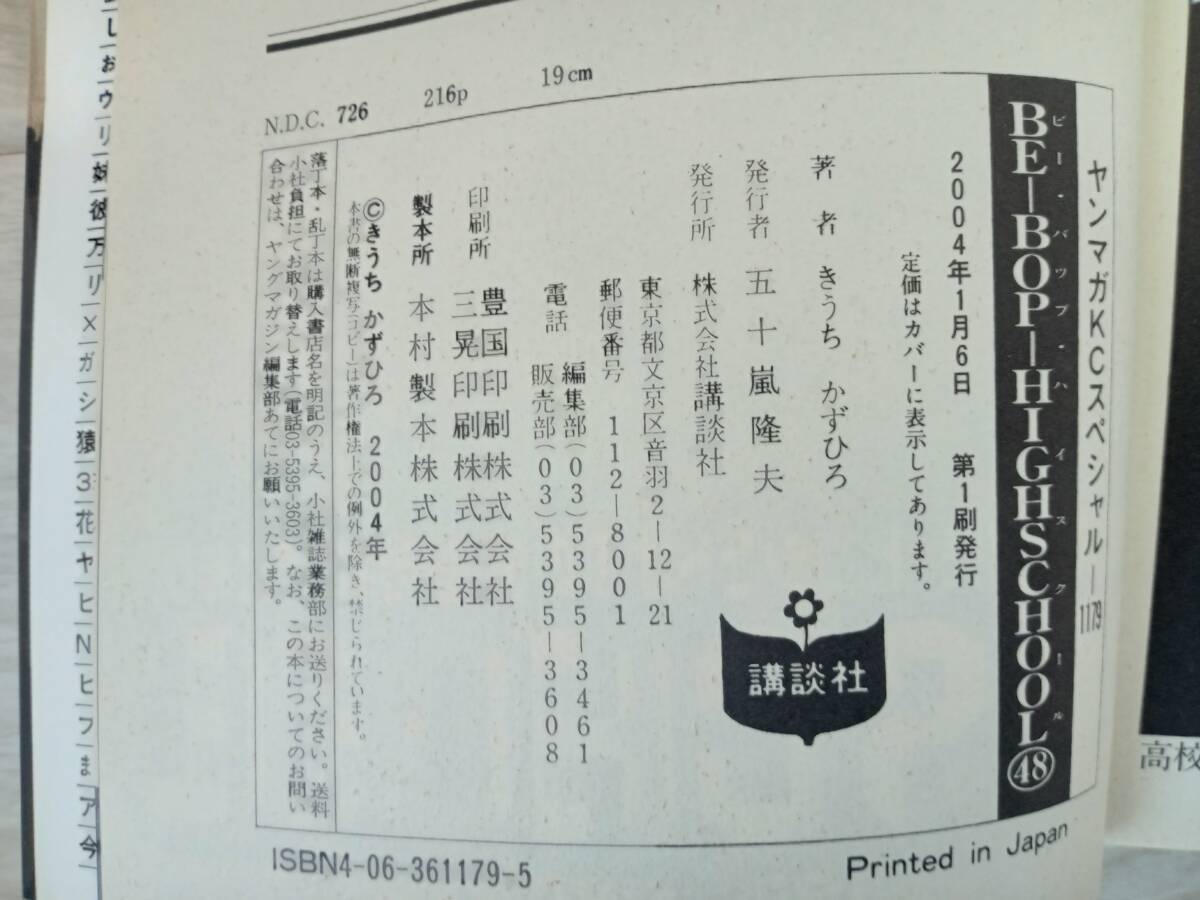 N.D.C. 726 216p 19cm
ヤンマガKCスペシャル―1179
BE-BOP-HIGHSCHOOL㊽
ビー・バップ・ハイスクール
2004年1月6日 第1刷発行
定価はカバーに表示してあります。
著者 きうち かずひろ
発行者 五十嵐隆夫
発行所 株式会社講談社
東京都文京区音羽2―12―21
郵便番号 112―8001
電話 編集部(03)5395―3461
販売部(03)5395―3608
講談社
印刷所 豊国印刷株式会社
三晃印刷株式会社
製本所 本村製本株式会社
©きうち かずひろ 2004年
本書の無断複写(コピー)は著作権法上での例外を除き、禁じられています。
落丁本・乱丁本は購入書店名を明記のうえ、小社雑誌業務部にお送りください。送料
小社負担にてお取り替えします(電話03-5395-3603)。なお、この本についてのお問い
合わせは、ヤングマガジン編集部あてにお願いいたします。
ISBN4-06-361179-5
Printed in Japan
高校